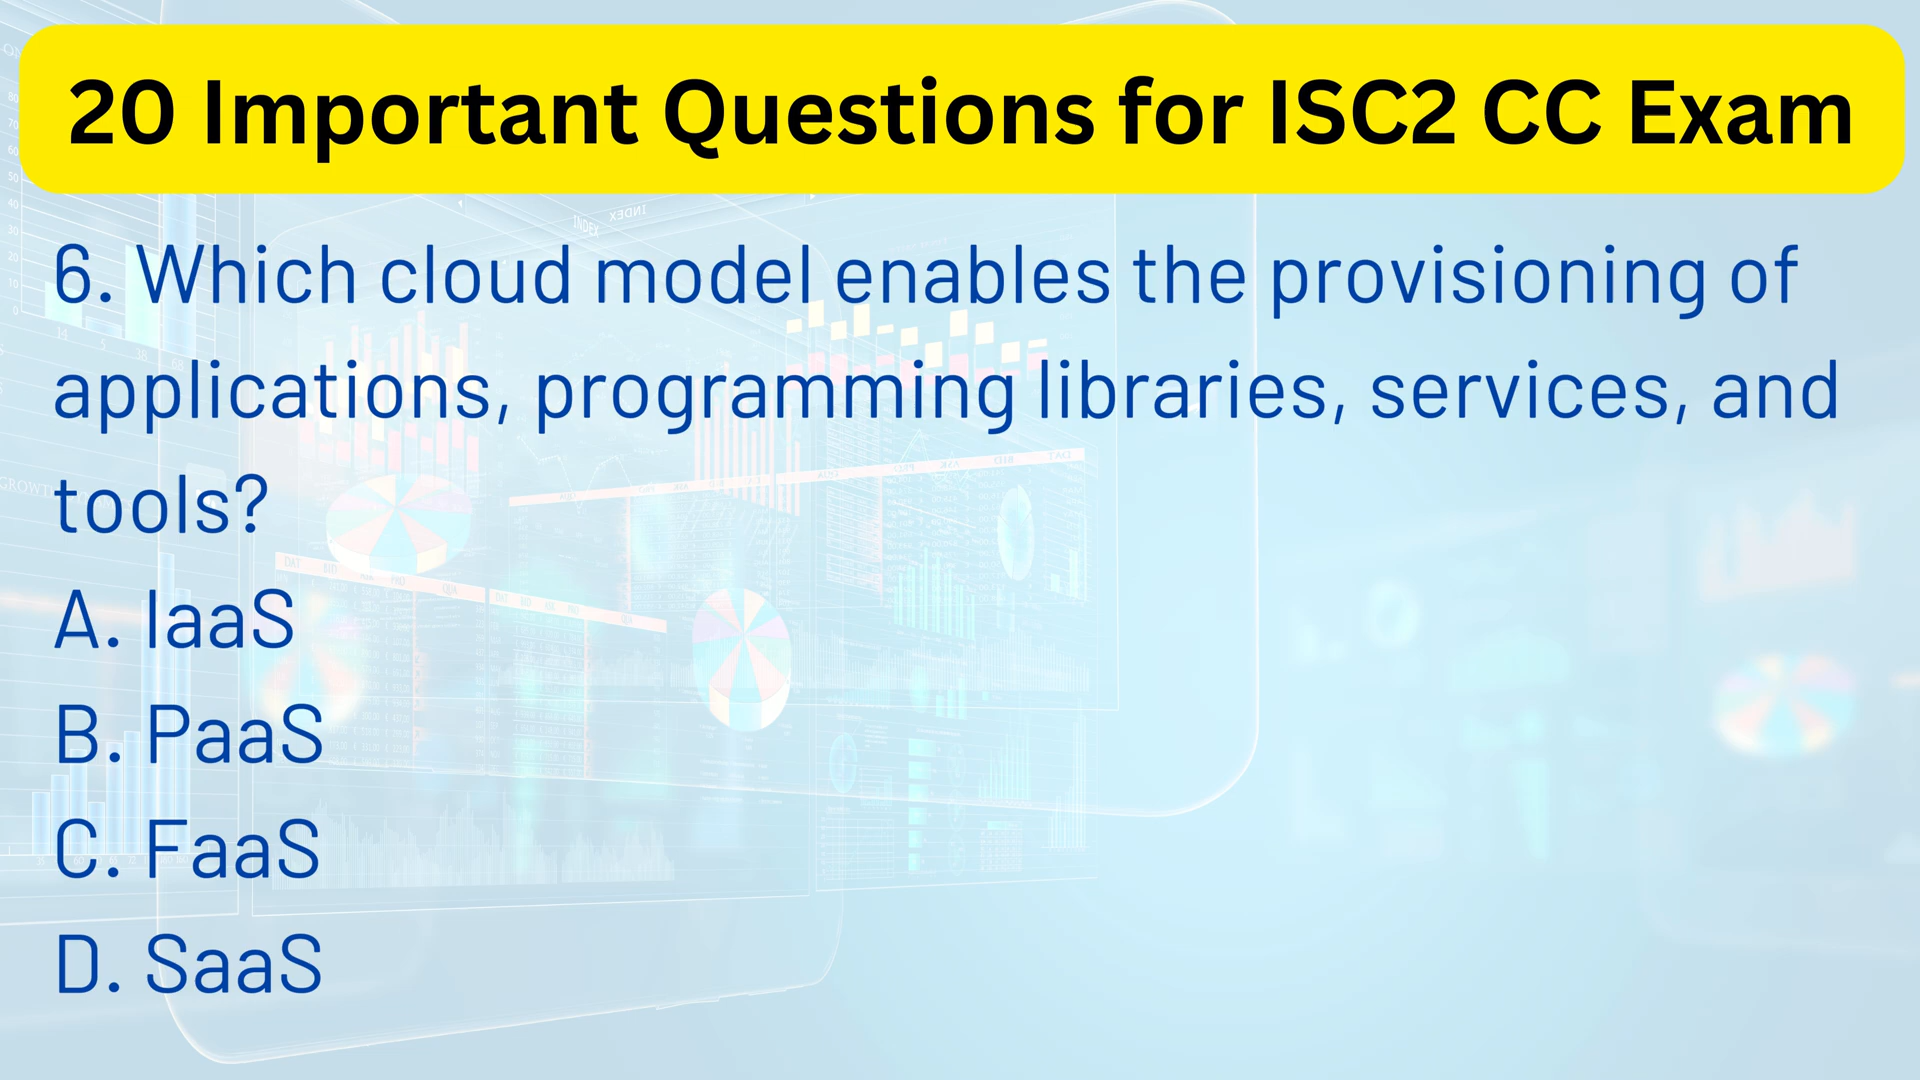 20 Important Questions for ISC2 CC Exam
6. Which cloud model enables the provisioning of
applications, programming libraries, services, and
tools?
A. IaaS
B. PaaS
C. FaaS
D. SaaS